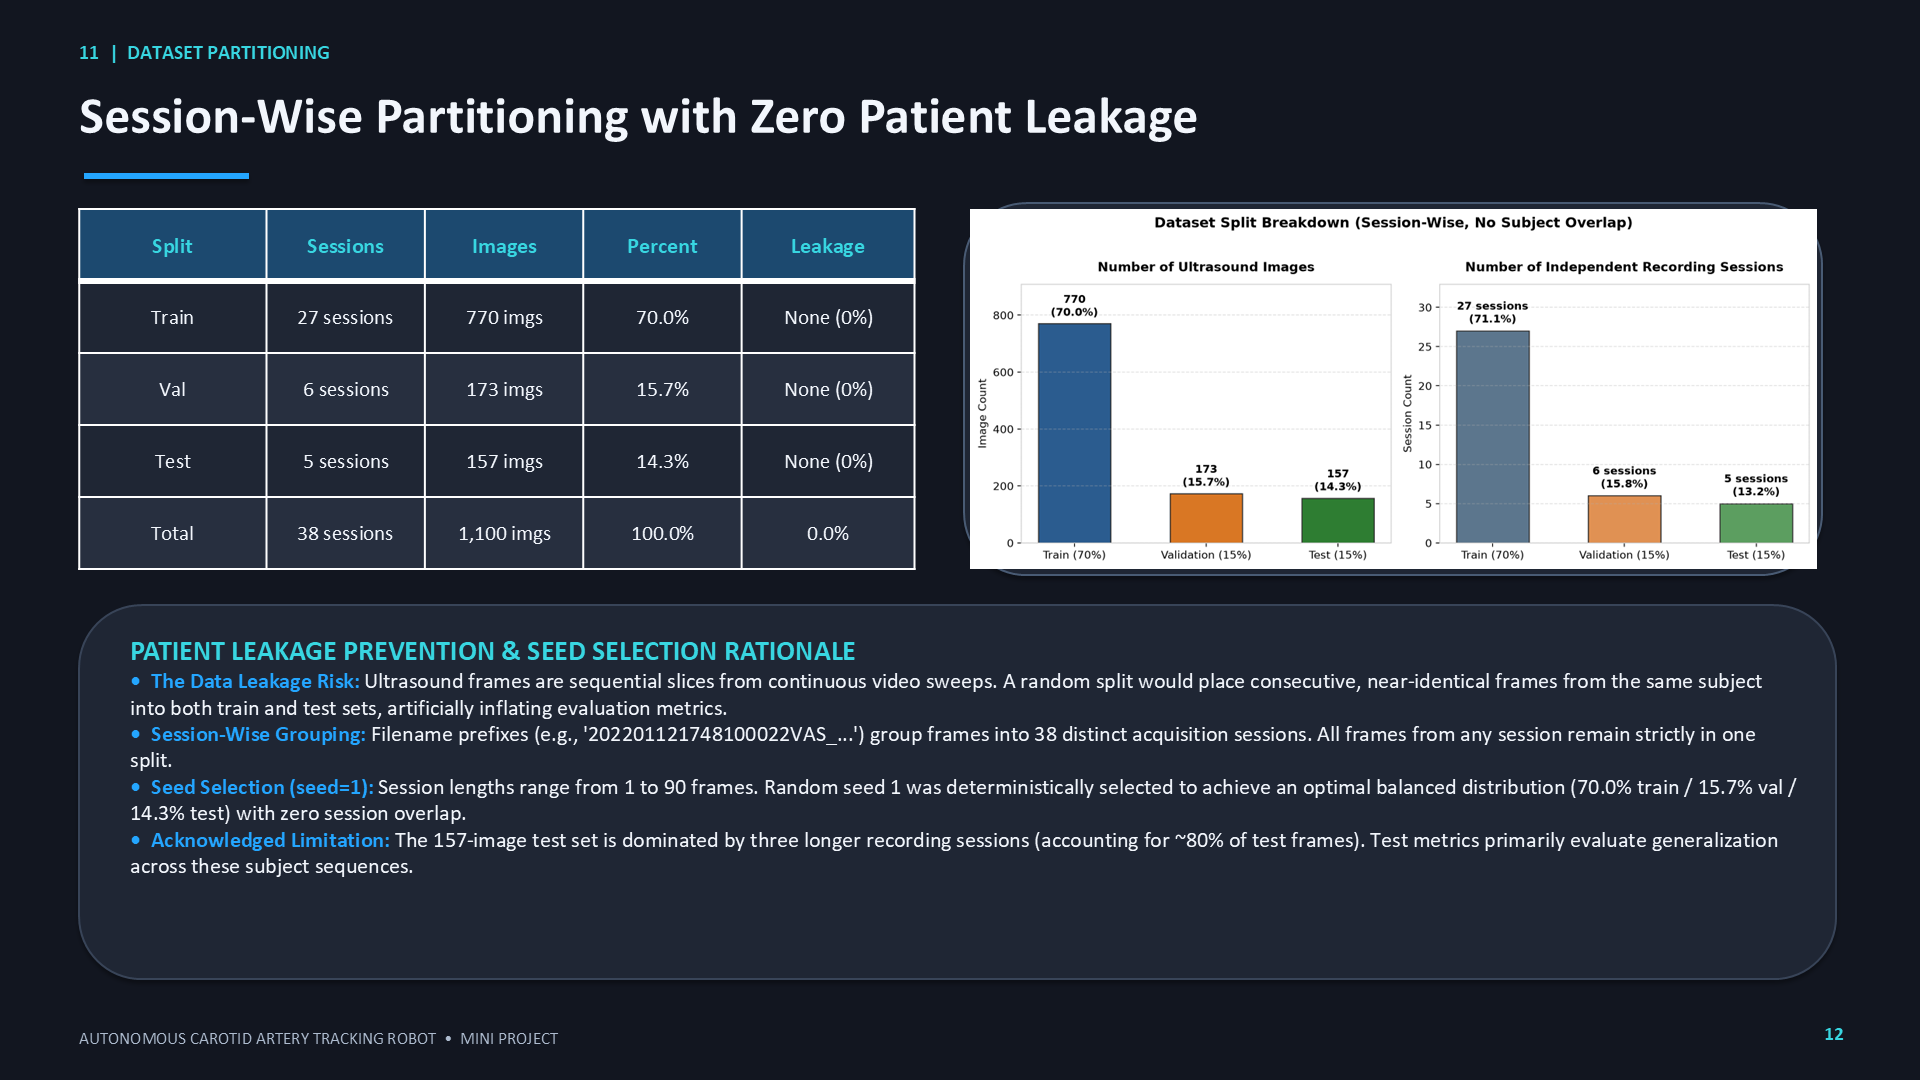 11 | DATASET PARTITIONING
Session-Wise Partitioning with Zero Patient Leakage
Split Sessions Images Percent Leakage
Train 27 sessions 770 imgs 70.0% None (0%)
Val 6 sessions 173 imgs 15.7% None (0%)
Test 5 sessions 157 imgs 14.3% None (0%)
Total 38 sessions 1,100 imgs 100.0% 0.0%
Dataset Split Breakdown (Session-Wise, No Subject Overlap)
Number of Ultrasound Images
770
(70.0%)
173
(15.7%)
157
(14.3%)
800
600
400
200
0
Image Count
Train (70%) Validation (15%) Test (15%)
Number of Independent Recording Sessions
27 sessions
(71.1%)
6 sessions
(15.8%)
5 sessions
(13.2%)
30
25
20
15
10
5
0
Session Count
Train (70%) Validation (15%) Test (15%)
PATIENT LEAKAGE PREVENTION & SEED SELECTION RATIONALE
• The Data Leakage Risk: Ultrasound frames are sequential slices from continuous video sweeps. A random split would place consecutive, near-identical frames from the same subject
into both train and test sets, artificially inflating evaluation metrics.
• Session-Wise Grouping: Filename prefixes (e.g., '202201121748100022VAS_...') group frames into 38 distinct acquisition sessions. All frames from any session remain strictly in one
split.
• Seed Selection (seed=1): Session lengths range from 1 to 90 frames. Random seed 1 was deterministically selected to achieve an optimal balanced distribution (70.0% train / 15.7% val /
14.3% test) with zero session overlap.
• Acknowledged Limitation: The 157-image test set is dominated by three longer recording sessions (accounting for ~80% of test frames). Test metrics primarily evaluate generalization
across these subject sequences.
AUTONOMOUS CAROTID ARTERY TRACKING ROBOT • MINI PROJECT
12